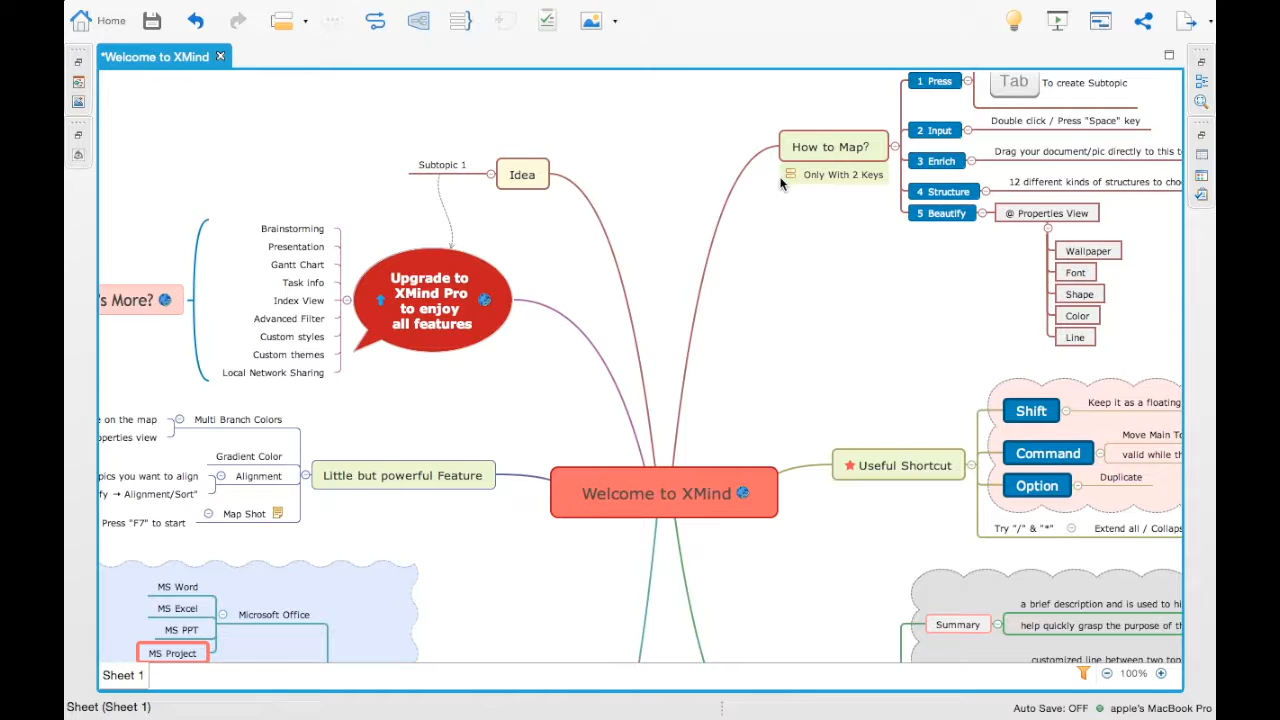 Home
*Welcome to XMind
1 Press
Tab
To create Subtopic
2 Input
Double click / Press "Space" key
How to Map?
Only With 2 Keys
3 Enrich
Drag your document/pic directly to this
4 Structure
12 different kinds of structures to
5 Beautify
@ Properties View
Wallpaper
Font
Shape
Color
Line
Subtopic 1
Idea
Brainstorming
Presentation
Gantt Chart
Task info
Index View
Advanced Filter
Custom styles
Custom themes
Local Network Sharing
Upgrade to
XMind Pro
to enjoy
all features
's More?
e on the map
Multi Branch Colors
operties view
Gradient Color
pics you want to align
Alignment
fy → Alignment/Sort"
Map Shot
Press "F7" to start
Little but powerful Feature
Welcome to XMind
Useful Shortcut
Shift
Keep it as a floating
Command
Move Main
valid while
Option
Duplicate
Try "/" & "*"
Extend all /
MS Word
MS Excel
MS PPT
MS Project
Microsoft Office
Summary
a brief description and is used to
help quickly grasp the purpose of
customized line between two
Sheet 1
100%
Sheet (Sheet 1)
Auto Save: OFF
apple's MacBook Pro